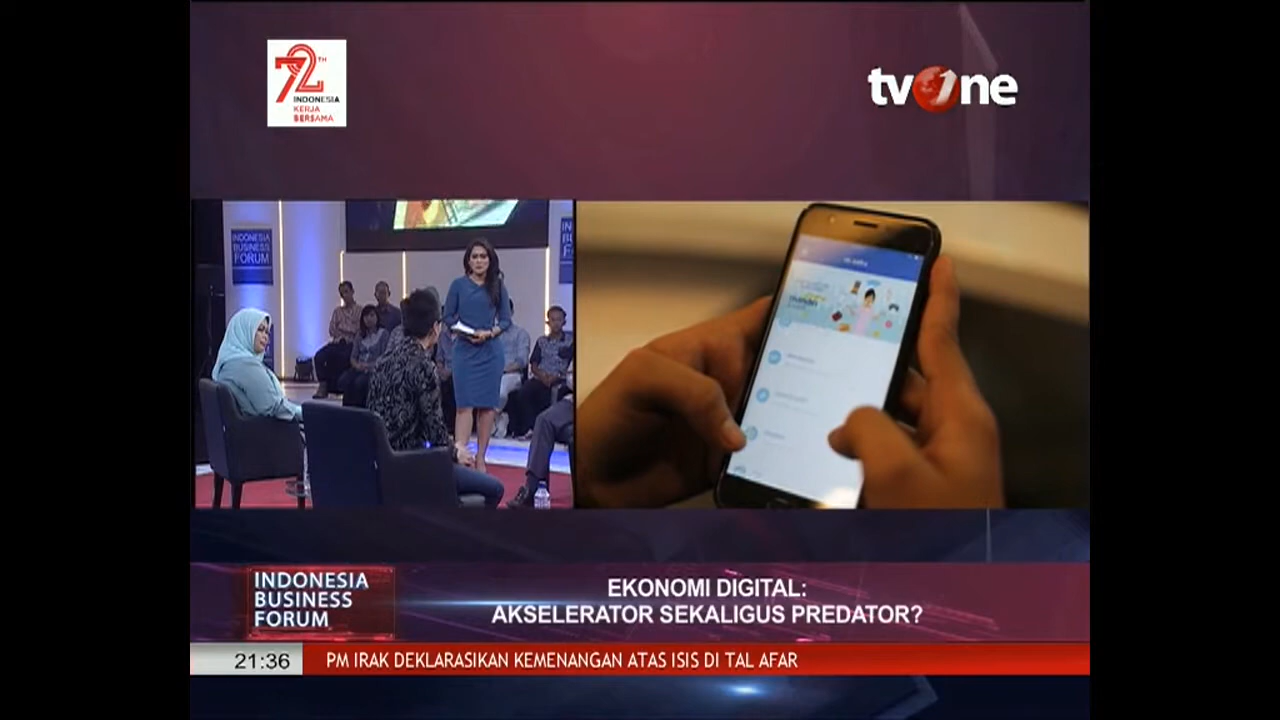 72TH
INDONESIA
KERJA
BERSAMA
tvOne
INDONESIA
BUSINESS
FORUM
INDONESIA
BUSINESS
FORUM
EKONOMI DIGITAL:
AKSELERATOR SEKALIGUS PREDATOR?
21:36
PM IRAK DEKLARASIKAN KEMENANGAN ATAS ISIS DI TAL AFAR